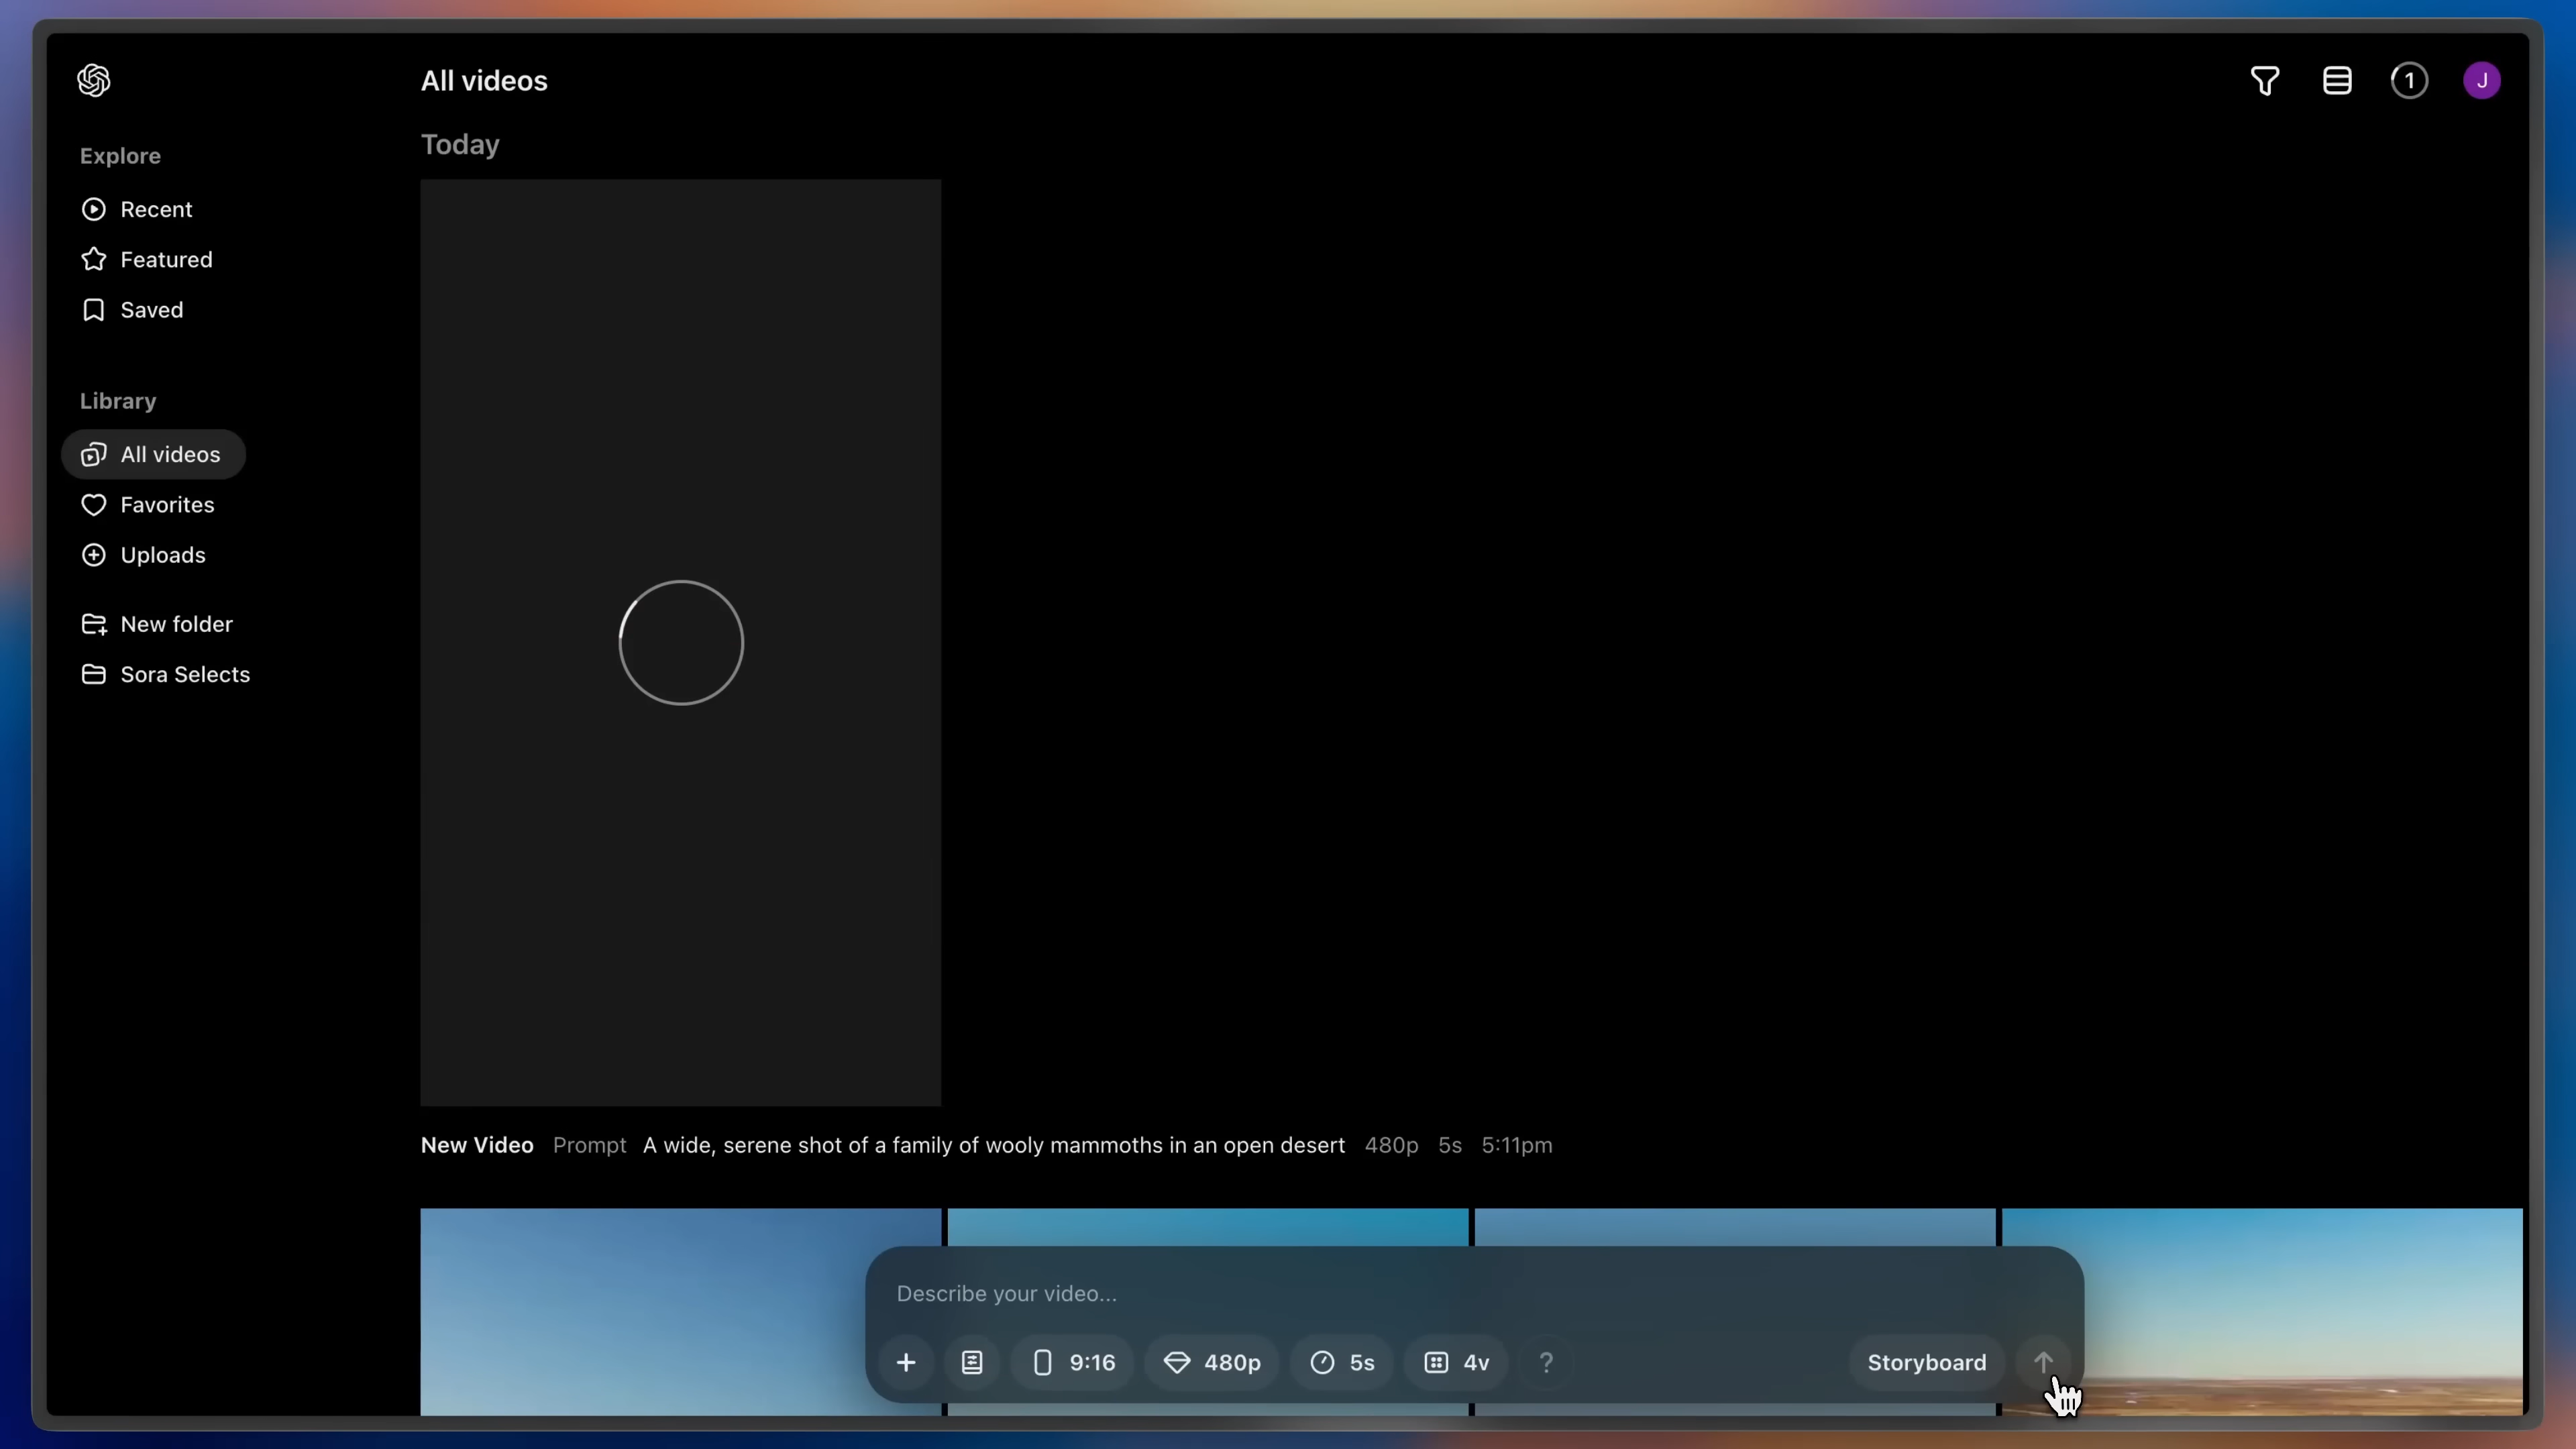 All videos
1
J
Today
Explore
Recent
Featured
Saved
Library
All videos
Favorites
Uploads
New folder
Sora Selects
New Video Prompt A wide, serene shot of a family of wooly mammoths in an open desert 480p 5s 5:11pm
Describe your video...
9:16 480p 5s 4v ? Storyboard